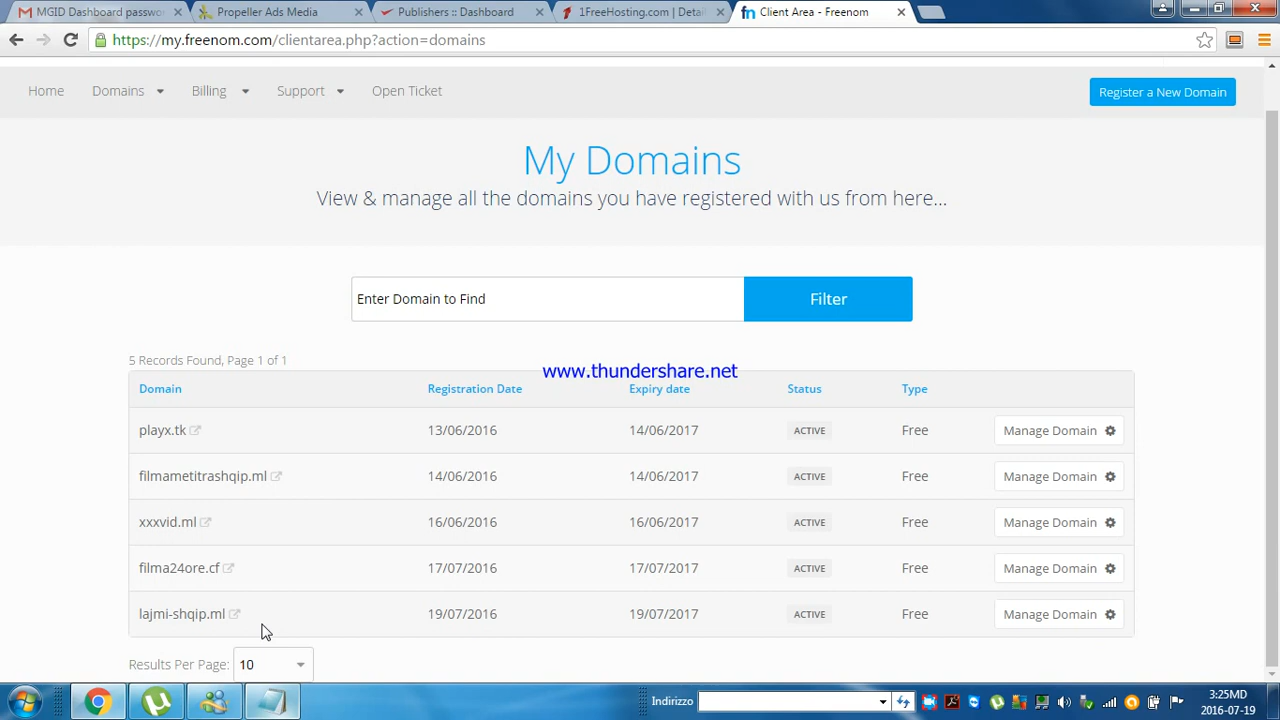 MGID Dashboard passwor
Propeller Ads Media
Publishers :: Dashboard
1FreeHosting.com | Detai
Client Area - Freenom
https://my.freenom.com/clientarea.php?action=domains
Home Domains Billing Support Open Ticket
Register a New Domain
My Domains
View & manage all the domains you have registered with us from here...
Enter Domain to Find
Filter
5 Records Found, Page 1 of 1
www.thundershare.net
Domain Registration Date Expiry date Status Type
playx.tk 13/06/2016 14/06/2017 ACTIVE Free Manage Domain
filmametitrashqip.ml 14/06/2016 14/06/2017 ACTIVE Free Manage Domain
xxxvid.ml 16/06/2016 16/06/2017 ACTIVE Free Manage Domain
filma24ore.cf 17/07/2016 17/07/2017 ACTIVE Free Manage Domain
lajmi-shqip.ml 19/07/2016 19/07/2017 ACTIVE Free Manage Domain
Results Per Page: 10
Indirizzo
3:25MD
2016-07-19